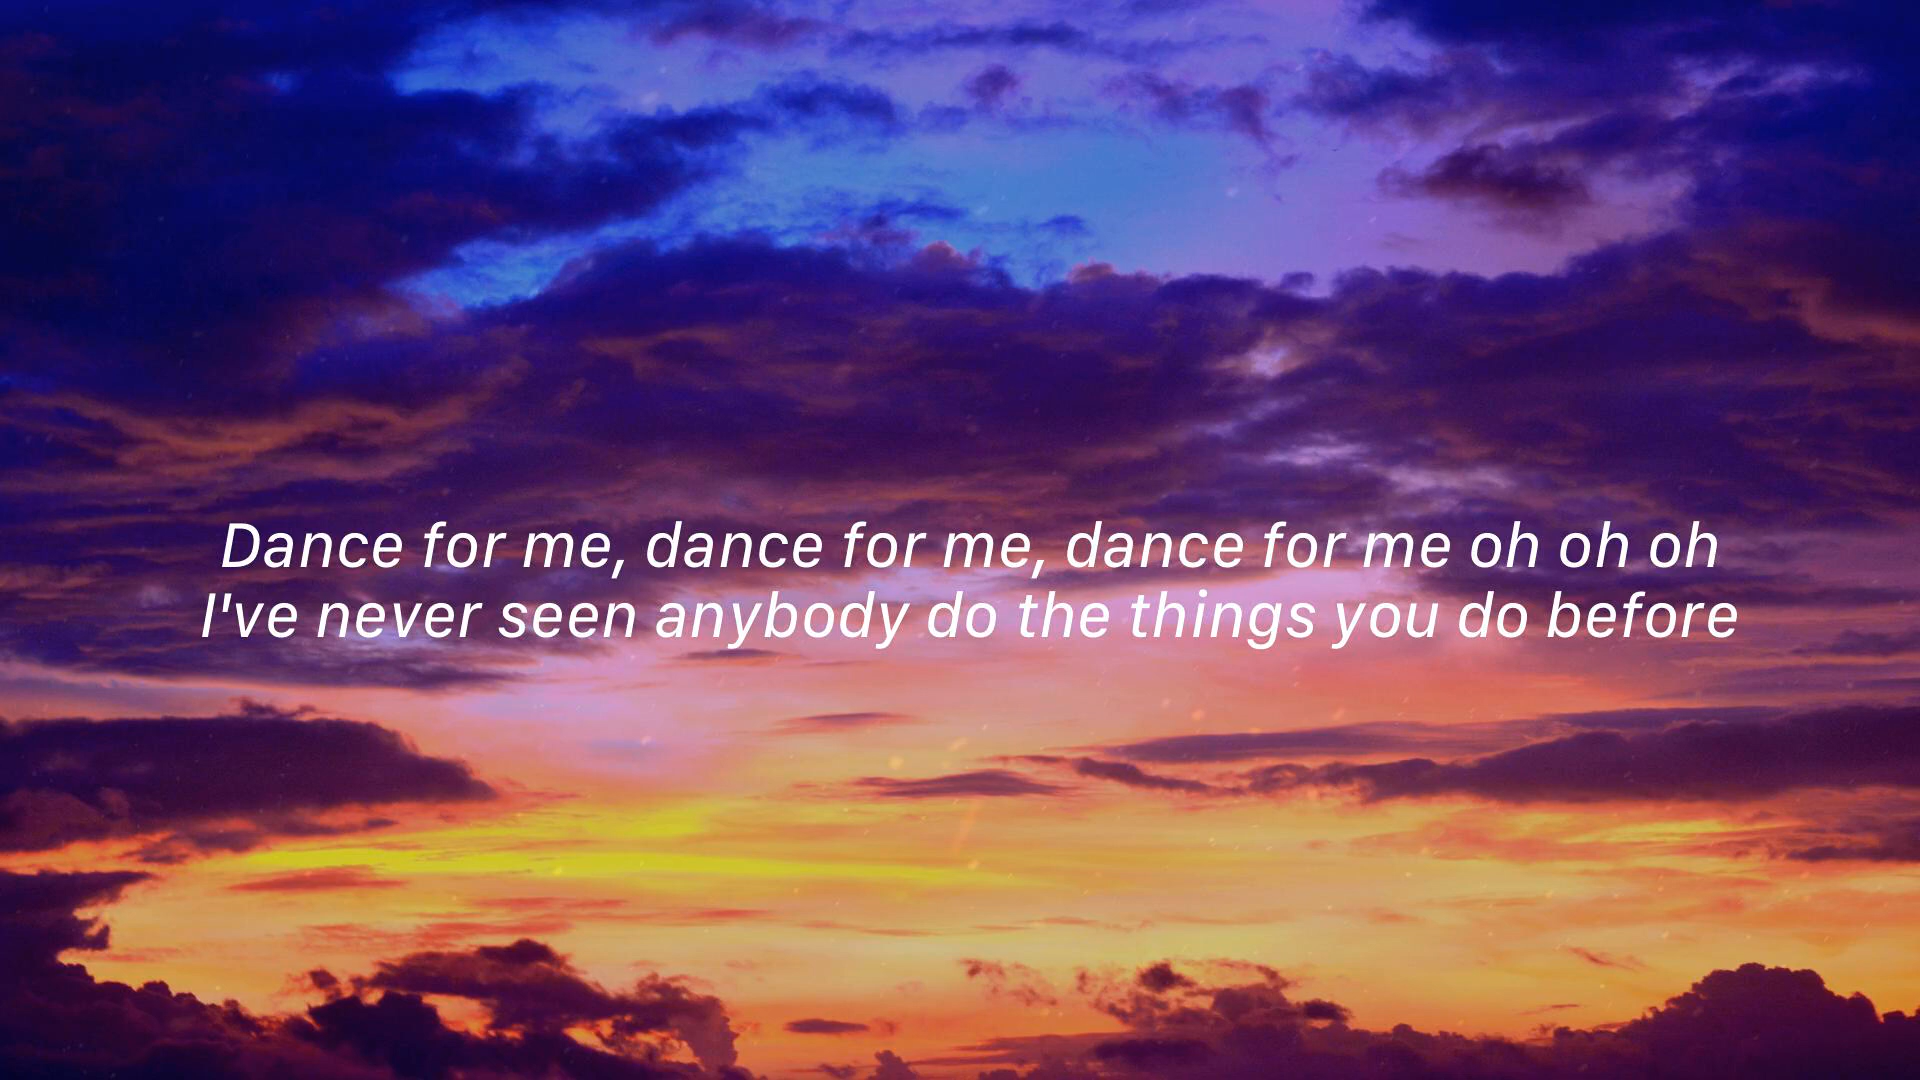 Dance for me, dance for me, dance for me oh oh oh
I've never seen anybody do the things you do before